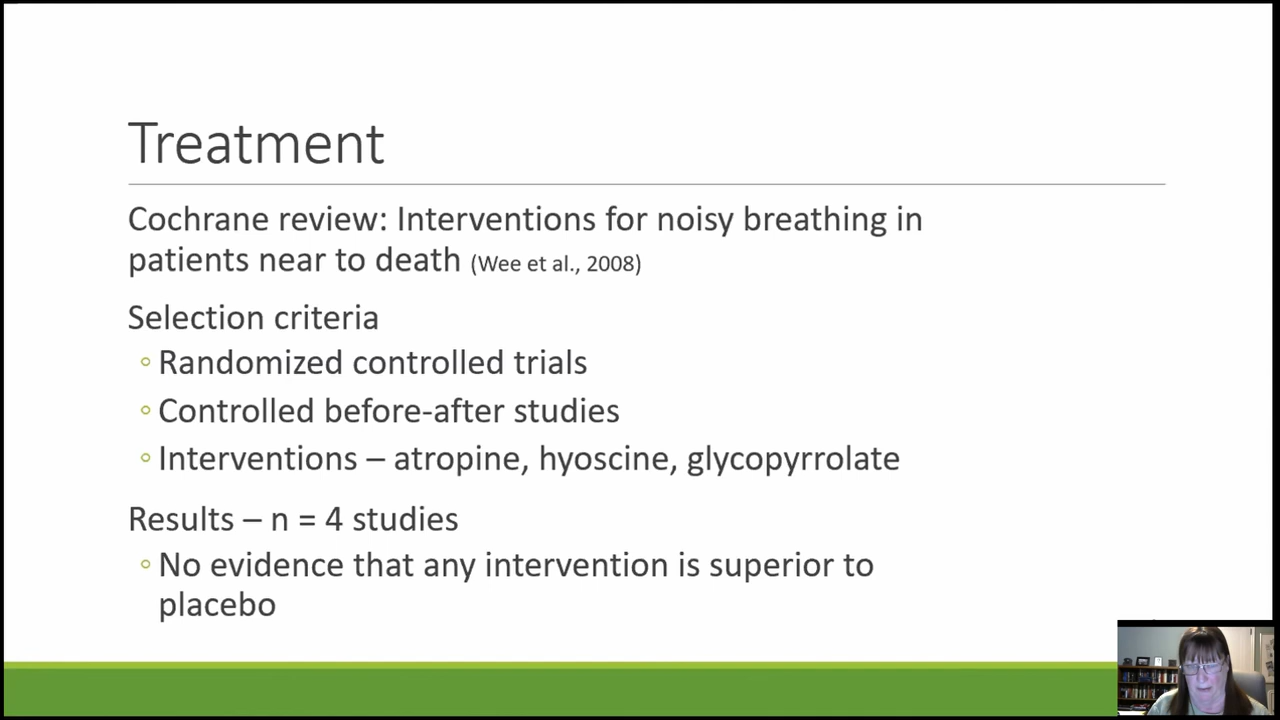 Treatment
Cochrane review: Interventions for noisy breathing in
patients near to death (Wee et al., 2008)
Selection criteria
◦Randomized controlled trials
◦Controlled before-after studies
◦Interventions – atropine, hyoscine, glycopyrrolate
Results – n = 4 studies
◦No evidence that any intervention is superior to
placebo